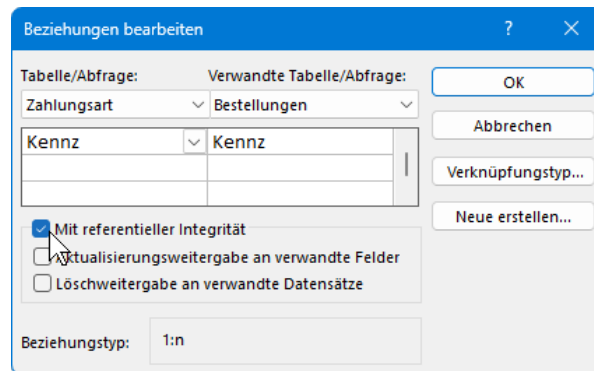 Beziehungen bearbeiten ?
Tabelle/Abfrage: Verwandte Tabelle/Abfrage:
OK
Zahlungsart Bestellungen
Abbrechen
Kennz Kennz
Verknüpfungstyp...
Neue erstellen...
Mit referentieller Integrität
Aktualisierungsweitergabe an verwandte Felder
Löschweitergabe an verwandte Datensätze
Beziehungstyp: 1:n